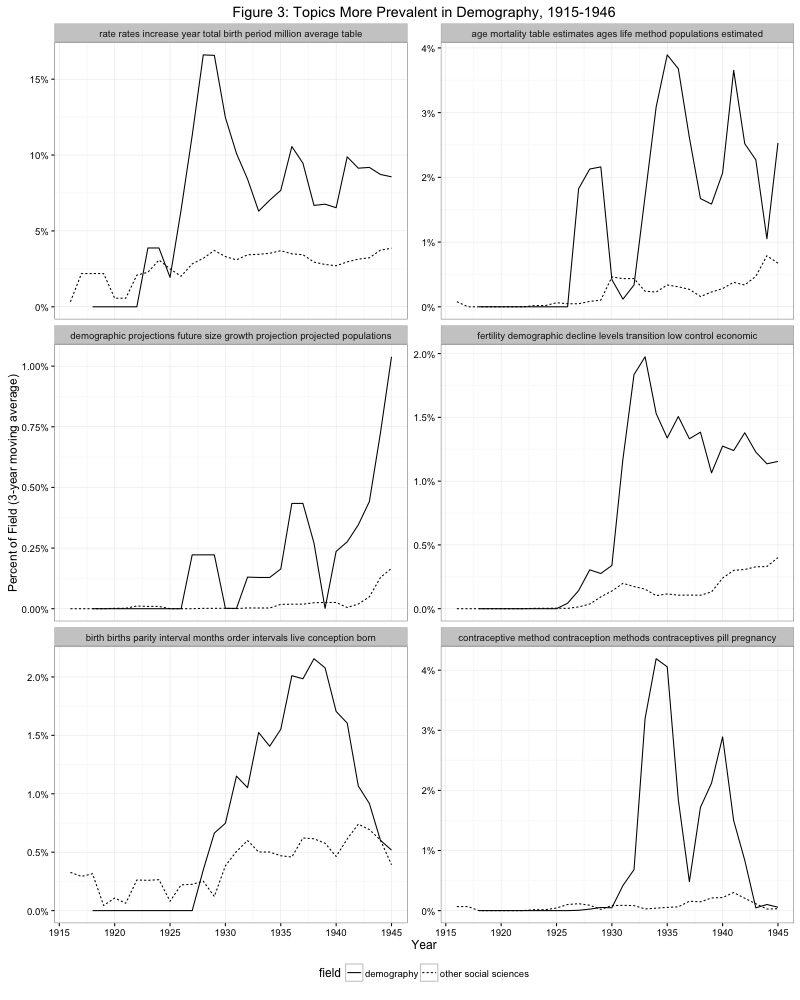 Figure 3: Topics More Prevalent in Demography, 1915-1946
rate rates increase year total birth period million average table
15%
10%
5%
0%
age mortality table estimates ages life method populations estimated
4%
3%
2%
1%
0%
demographic projections future size growth projection projected populations
1.00%
0.75%
0.50%
0.25%
0.00%
fertility demographic decline levels transition low control economic
2.0%
1.5%
1.0%
0.5%
0.0%
birth births parity interval months order intervals live conception born
2.0%
1.5%
1.0%
0.5%
0.0%
contraceptive method contraception methods contraceptives pill pregnancy
4%
3%
2%
1%
0%
Percent of Field (3-year moving average)
1915 1920 1925 1930 1935 1940 1945
1915 1920 1925 1930 1935 1940 1945
Year
field demography other social sciences